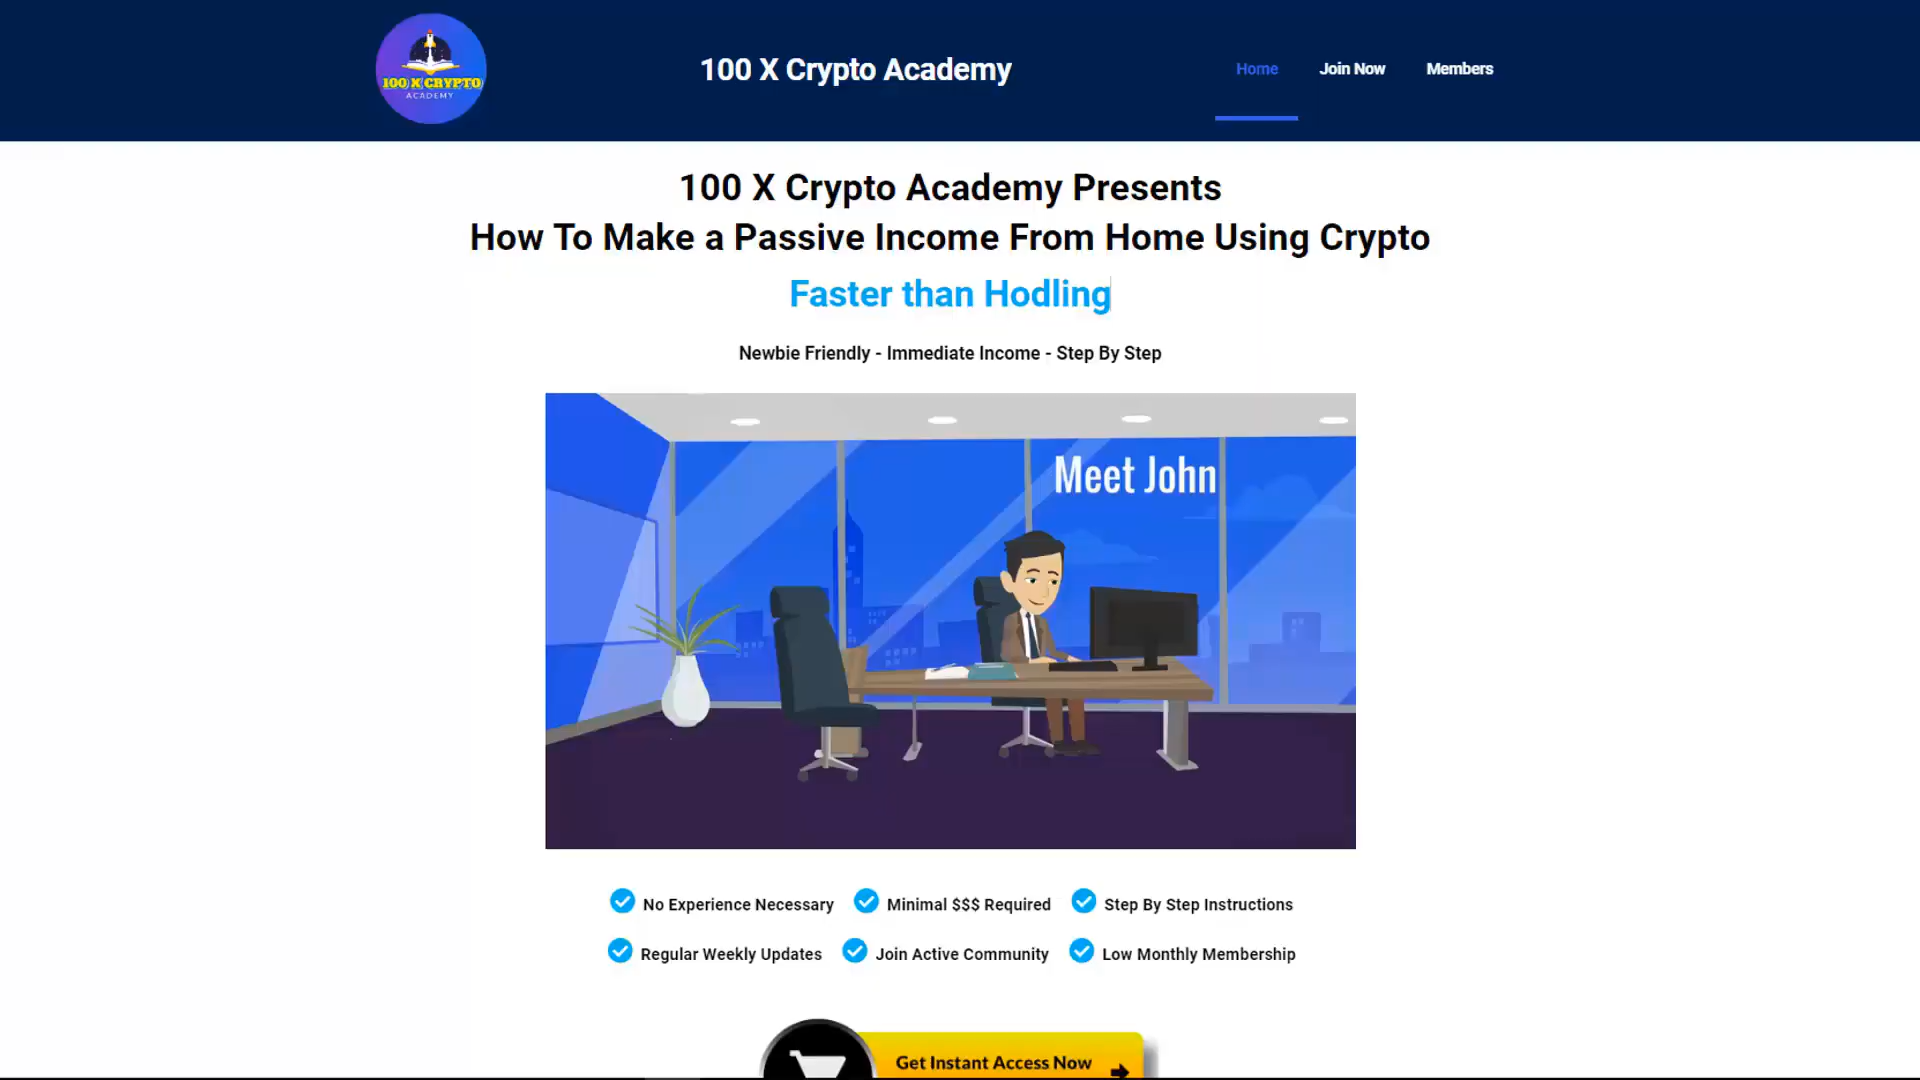 100 X CRYPTO
ACADEMY
100 X Crypto Academy
Home
Join Now
Members
100 X Crypto Academy Presents
How To Make a Passive Income From Home Using Crypto
Faster than Hodling
Newbie Friendly - Immediate Income - Step By Step
Meet John
No Experience Necessary
Minimal $$$ Required
Step By Step Instructions
Regular Weekly Updates
Join Active Community
Low Monthly Membership
Get Instant Access Now